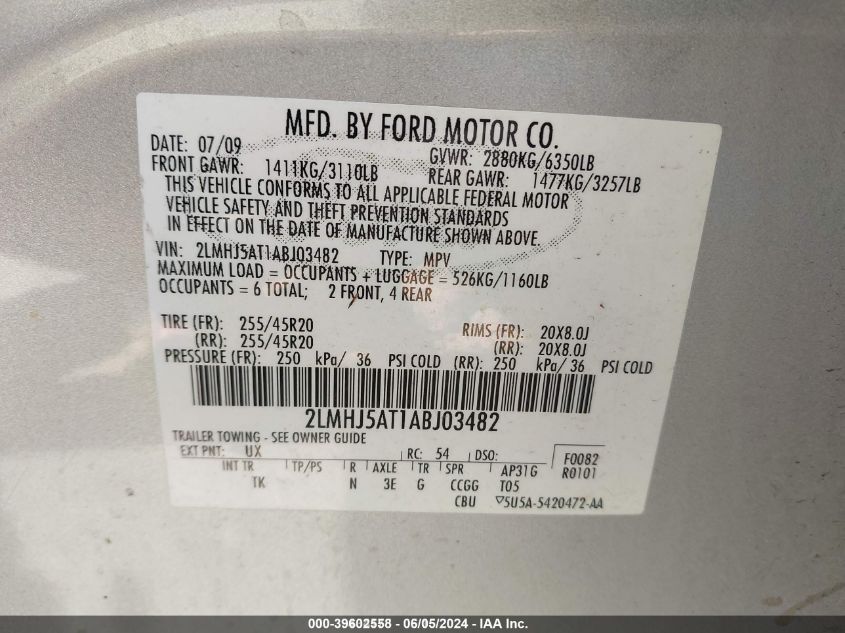 MFD. BY FORD MOTOR CO.
DATE: 07/09 GVWR: 2880KG/6350LB
FRONT GAWR: 1411KG/3110LB REAR GAWR: 1477KG/3257LB
THIS VEHICLE CONFORMS TO ALL APPLICABLE FEDERAL MOTOR
VEHICLE SAFETY AND THEFT PREVENTION STANDARDS
IN EFFECT ON THE DATE OF MANUFACTURE SHOWN ABOVE.
VIN: 2LMHJ5AT1ABJ03482 TYPE: MPV
MAXIMUM LOAD = OCCUPANTS + LUGGAGE = 526KG/1160LB
OCCUPANTS = 6 TOTAL; 2 FRONT, 4 REAR
TIRE (FR): 255/45R20 RIMS (FR): 20X8.0J
(RR): 255/45R20 (RR): 20X8.0J
PRESSURE (FR): 250 kPa/ 36 PSI COLD (RR): 250 kPa/ 36 PSI COLD
2LMHJ5AT1ABJ03482
TRAILER TOWING - SEE OWNER GUIDE
EXT PNT: UX RC: 54 DSO: F0082
INT TR TP/PS R AXLE TR SPR AP31G R0101
TK N 3E G CCGG T05
CBU 5U5A-5420472-AA
000-39602558 - 06/05/2024 - IAA Inc.